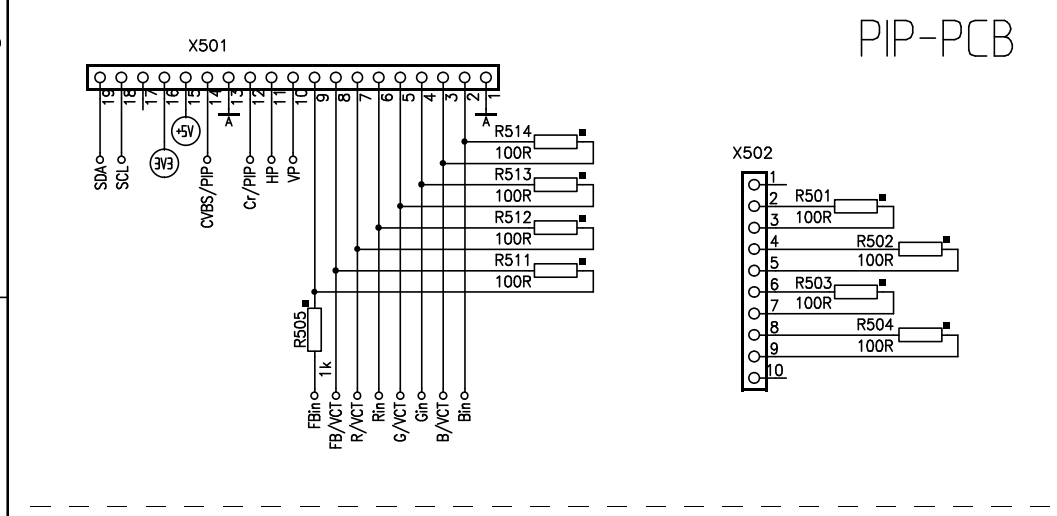 PIP-PCB
X501
19 18 17 16 15 14 13 12 11 10 9 8 7 6 5 4 3 2 1
+5V
3V3
A
A
SDA
SCL
CVBS/PIP
Cr/PIP
HP
VP
R514
100R
R513
100R
R512
100R
R511
100R
R505
1k
FBin
FB/VCT
R/VCT
Rin
G/VCT
Gin
B/VCT
Bin
X502
1
2
3
4
5
6
7
8
9
10
R501
100R
R502
100R
R503
100R
R504
100R